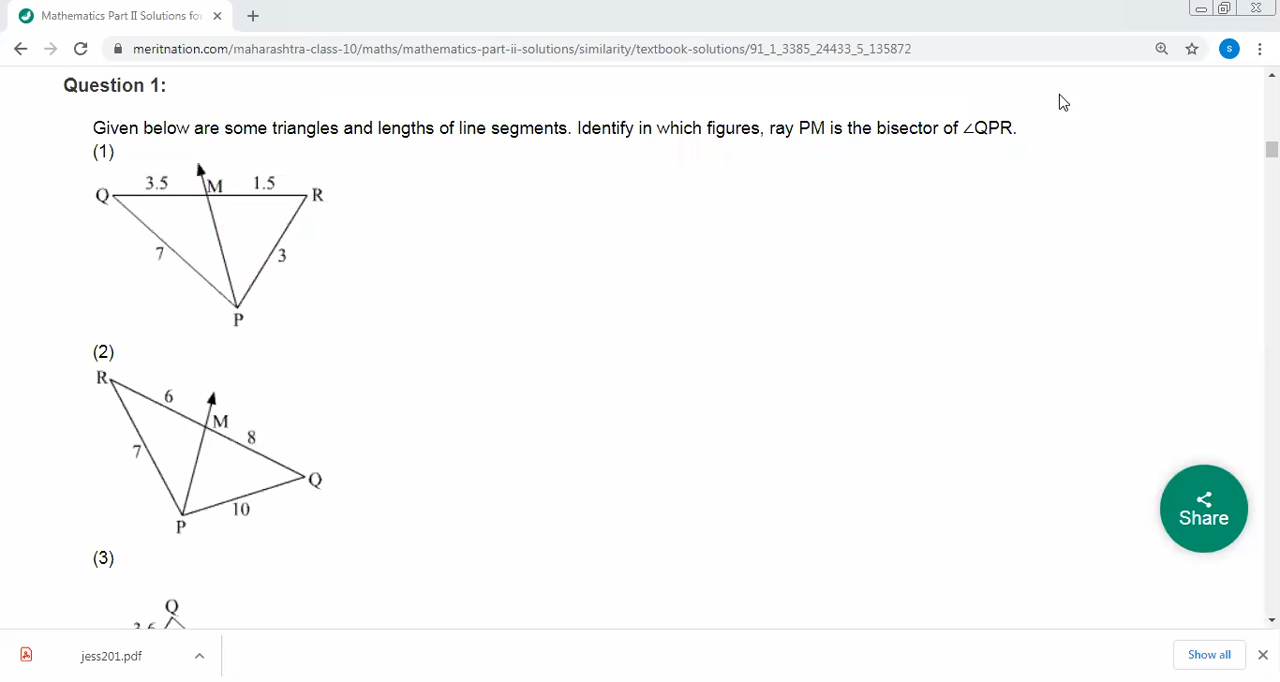 Mathematics Part II Solutions fo
meritnation.com/maharashtra-class-10/maths/mathematics-part-ii-solutions/similarity/textbook-solutions/91_1_3385_24433_5_135872
s
Question 1:
Given below are some triangles and lengths of line segments. Identify in which figures, ray PM is the bisector of ∠QPR.
(1)
Q 3.5 M 1.5 R
7 3
P
(2)
R 6 M 8 Q
7 10
P
Share
(3)
Q
3.6
jess201.pdf
Show all